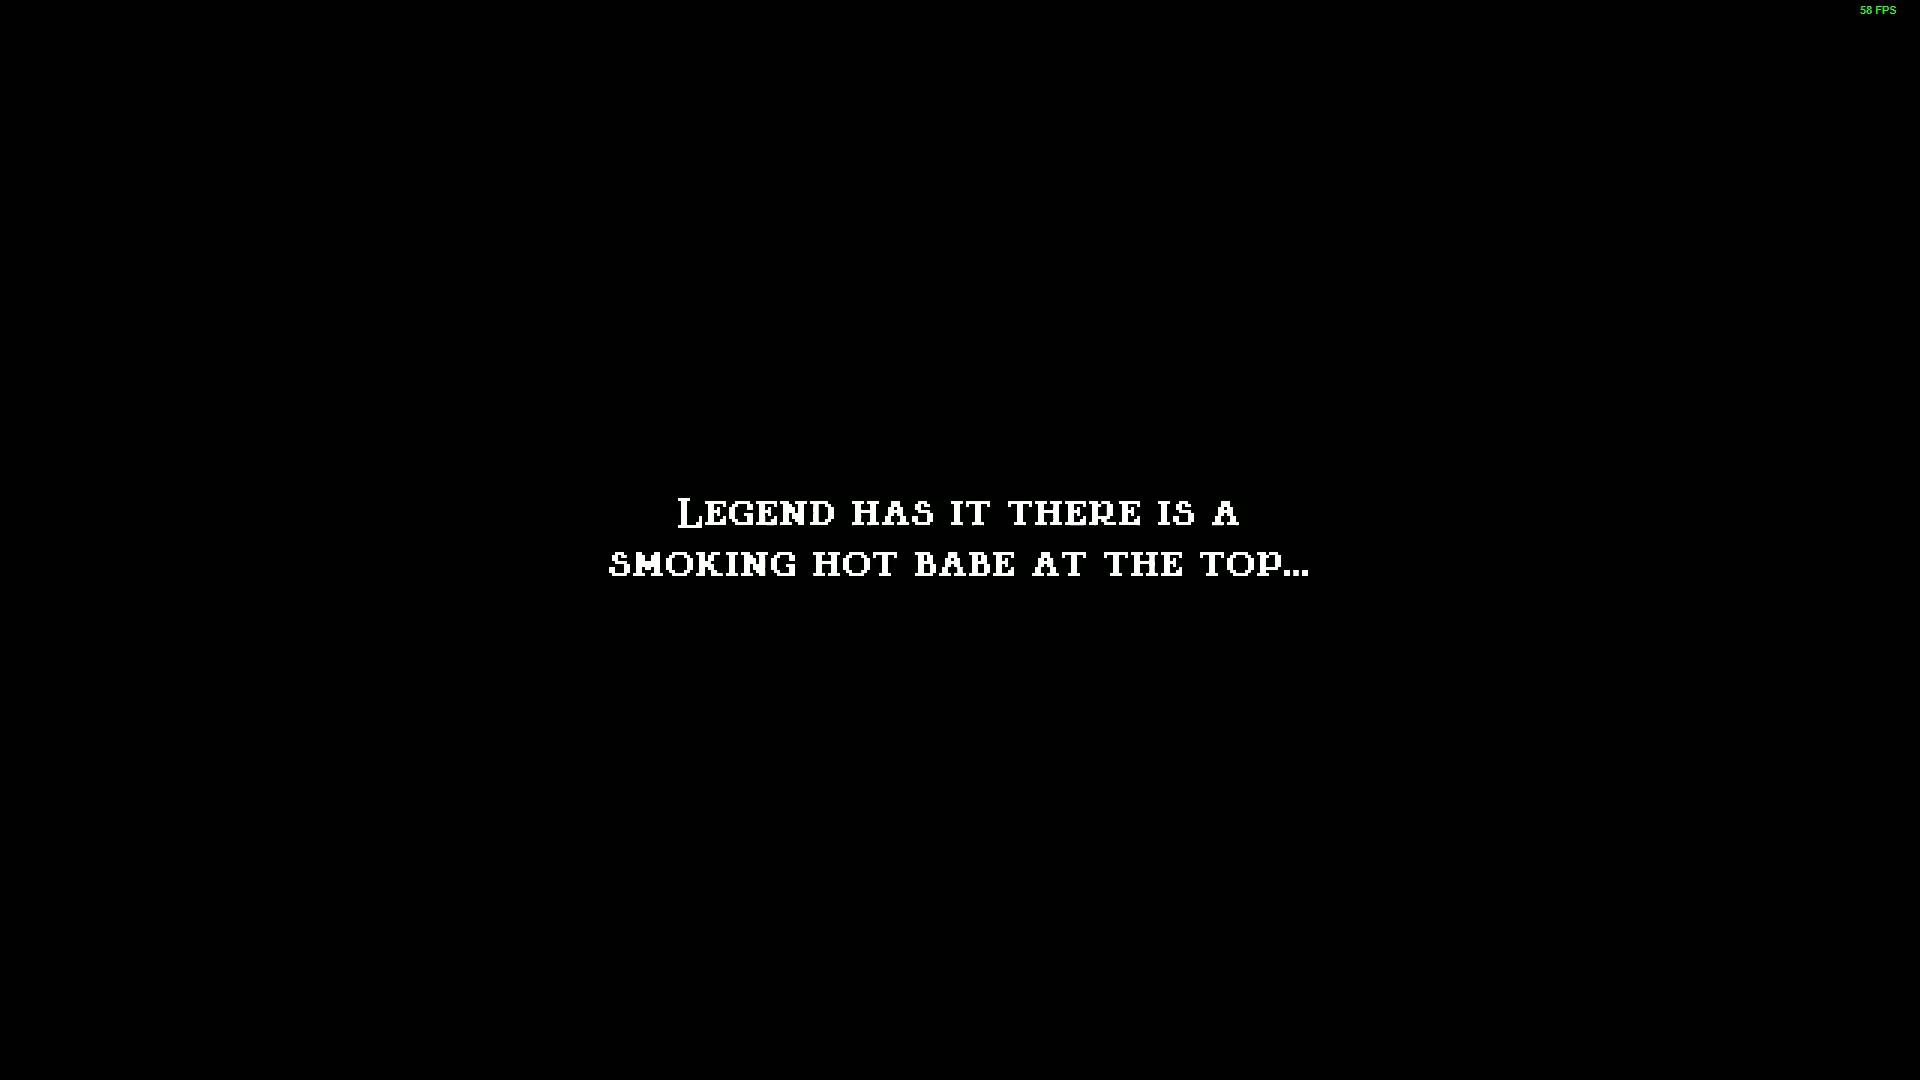 58 FPS
Legend has it there is a
smoking hot babe at the top...